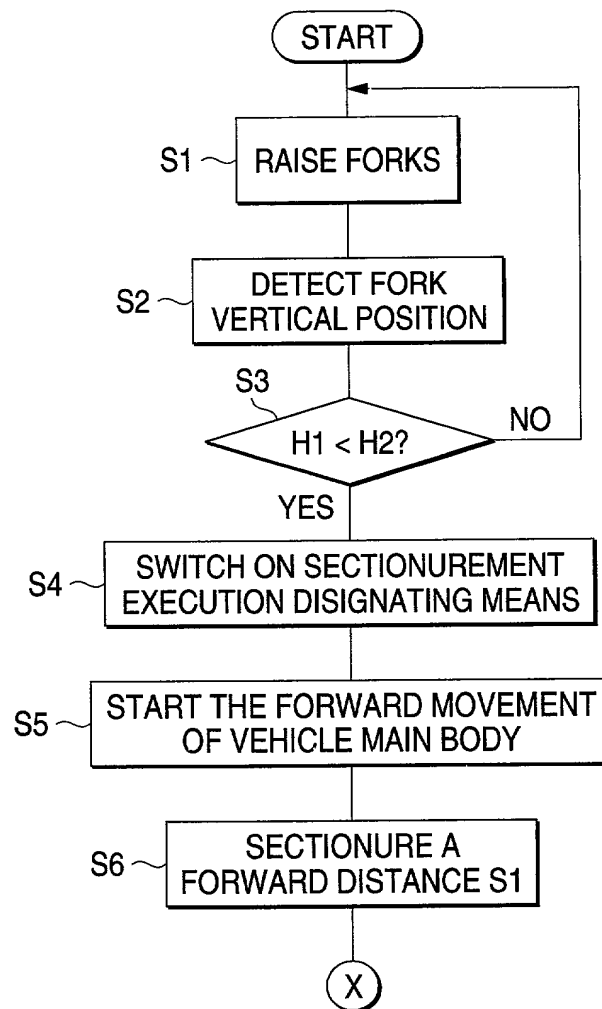 START
S1
RAISE FORKS
S2
DETECT FORK
VERTICAL POSITION
S3
H1 < H2?
NO
YES
S4
SWITCH ON SECTIONUREMENT
EXECUTION DISIGNATING MEANS
S5
START THE FORWARD MOVEMENT
OF VEHICLE MAIN BODY
S6
SECTIONURE A
FORWARD DISTANCE S1
X